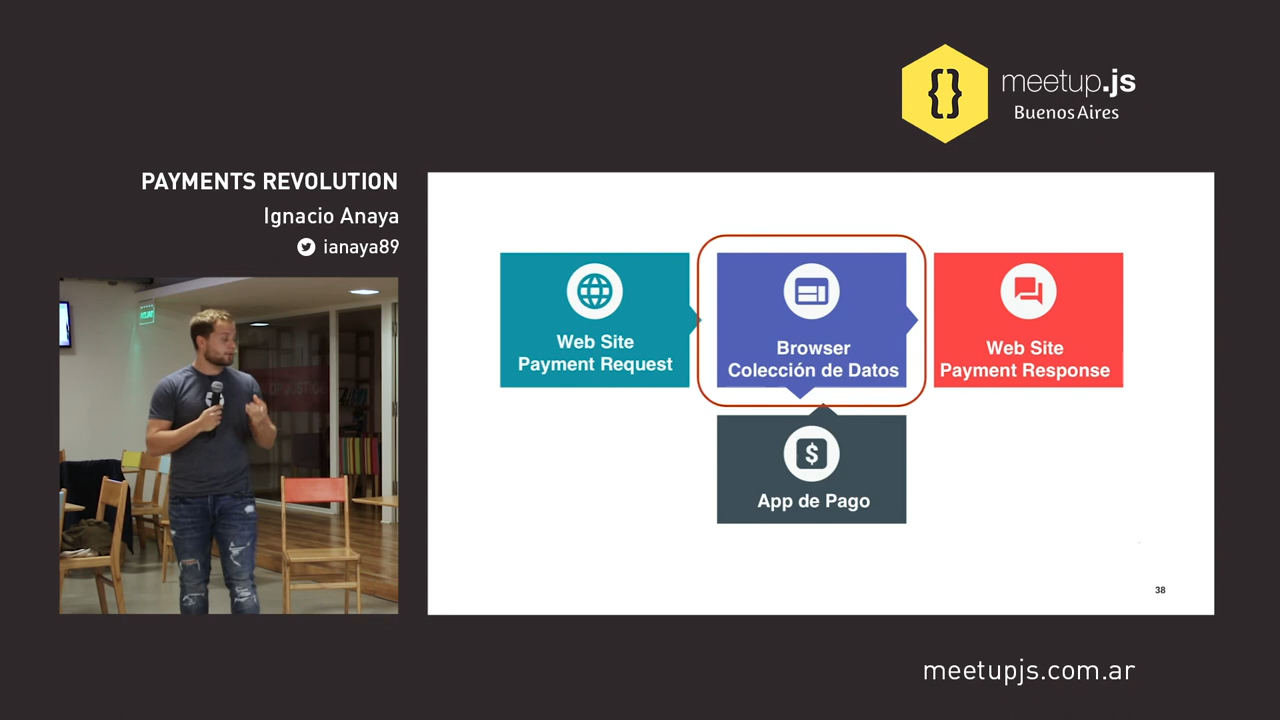 {}
meetup.js
Buenos Aires
PAYMENTS REVOLUTION
Ignacio Anaya
ianaya89
Web Site
Payment Request
Browser
Colección de Datos
Web Site
Payment Response
$
App de Pago
38
meetupjs.com.ar